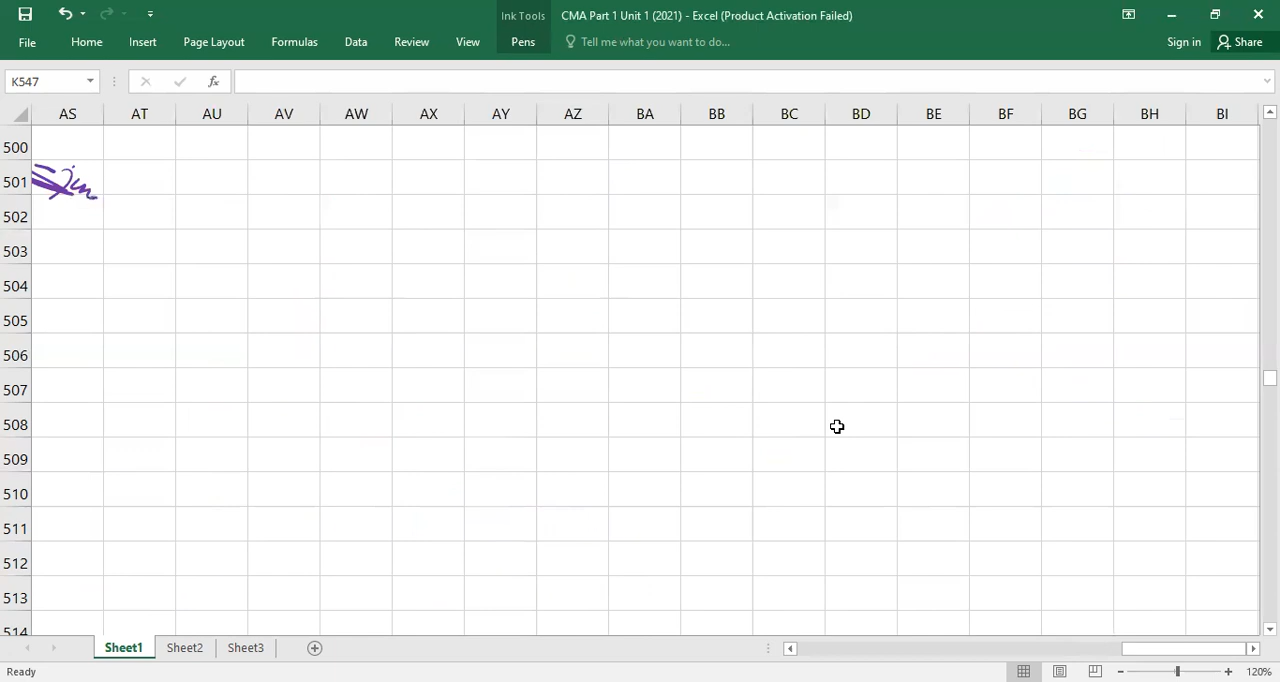 Ink Tools
CMA Part 1 Unit 1 (2021) - Excel (Product Activation Failed)
File Home Insert Page Layout Formulas Data Review View Pens Tell me what you want to do... Sign in Share
K547 fx
AS AT AU AV AW AX AY AZ BA BB BC BD BE BF BG BH BI
500
501
502
503
504
505
506
507
508
509
510
511
512
513
514
Sheet1 Sheet2 Sheet3
Ready 120%